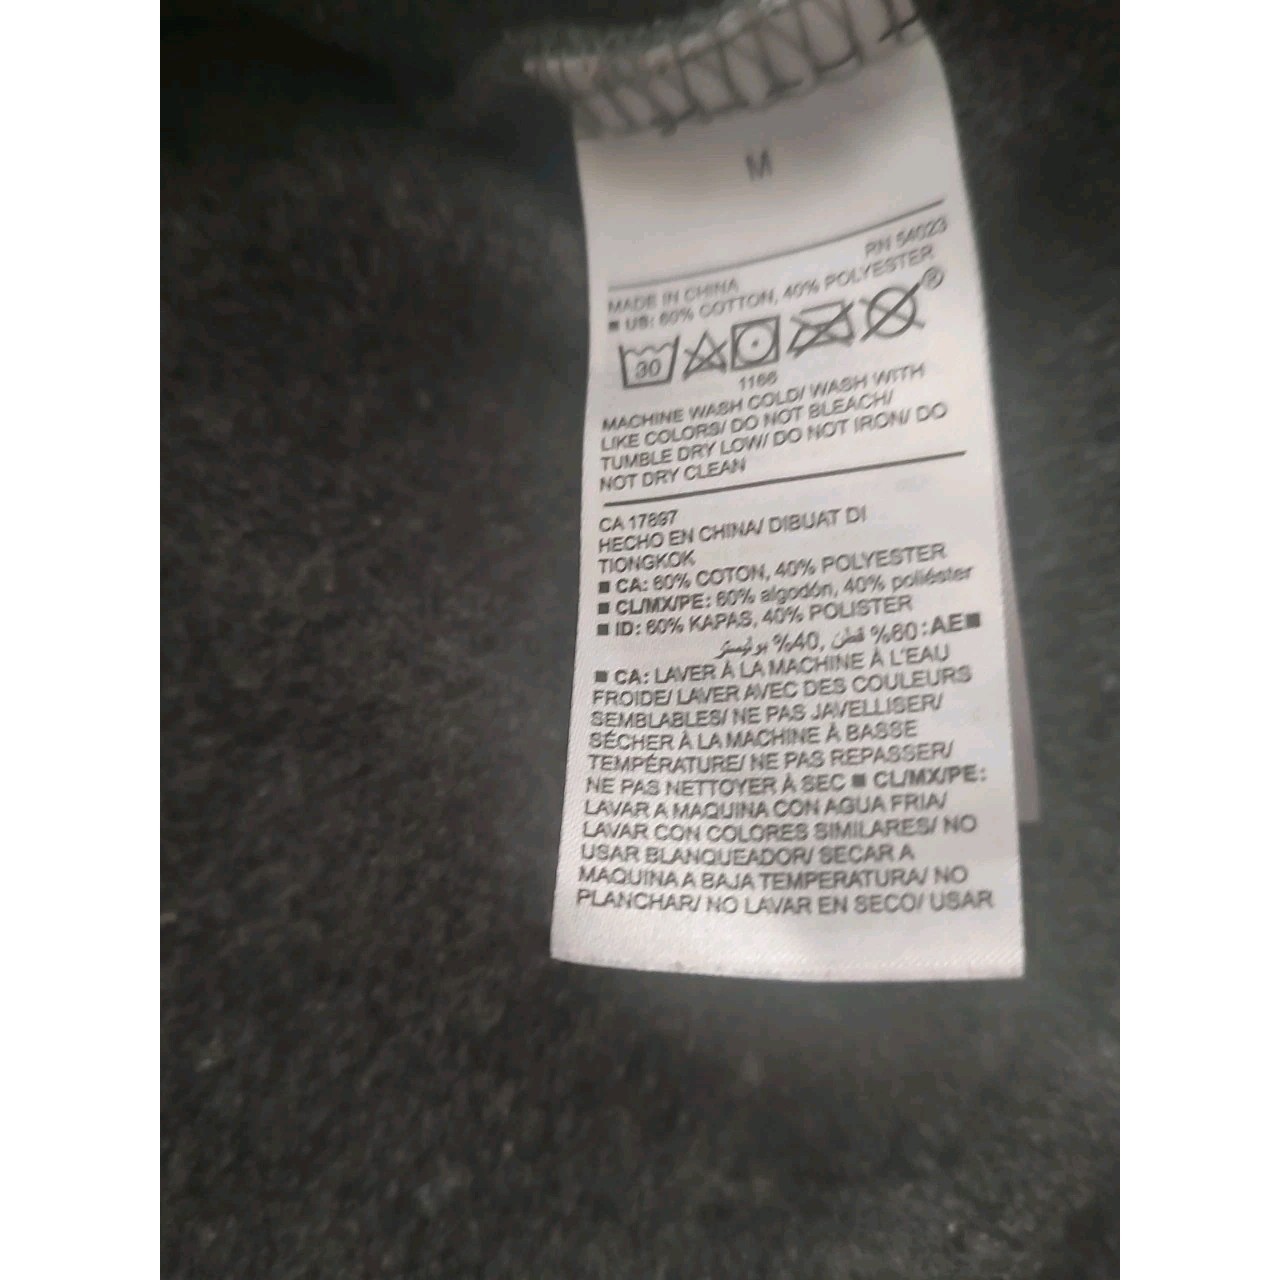 M
RN 54023
MADE IN CHINA
■ US: 60% COTTON, 40% POLYESTER
30
®
1166
MACHINE WASH COLD/ WASH WITH
LIKE COLORS/ DO NOT BLEACH/
TUMBLE DRY LOW/ DO NOT IRON/ DO
NOT DRY CLEAN
CA 17897
HECHO EN CHINA/ DIBUAT DI
TIONGKOK
■ CA: 60% COTON, 40% POLYESTER
■ CL/MX/PE: 60% algodón, 40% poliéster
■ ID: 60% KAPAS, 40% POLISTER
■AE: 60% قطن, 40% بوليستر
■ CA: LAVER À LA MACHINE À L'EAU
FROIDE/ LAVER AVEC DES COULEURS
SEMBLABLES/ NE PAS JAVELLISER/
SÉCHER À LA MACHINE À BASSE
TEMPÉRATURE/ NE PAS REPASSER/
NE PAS NETTOYER À SEC ■ CL/MX/PE:
LAVAR A MAQUINA CON AGUA FRIA/
LAVAR CON COLORES SIMILARES/ NO
USAR BLANQUEADOR/ SECAR A
MAQUINA A BAJA TEMPERATURA/ NO
PLANCHAR/ NO LAVAR EN SECO/ USAR